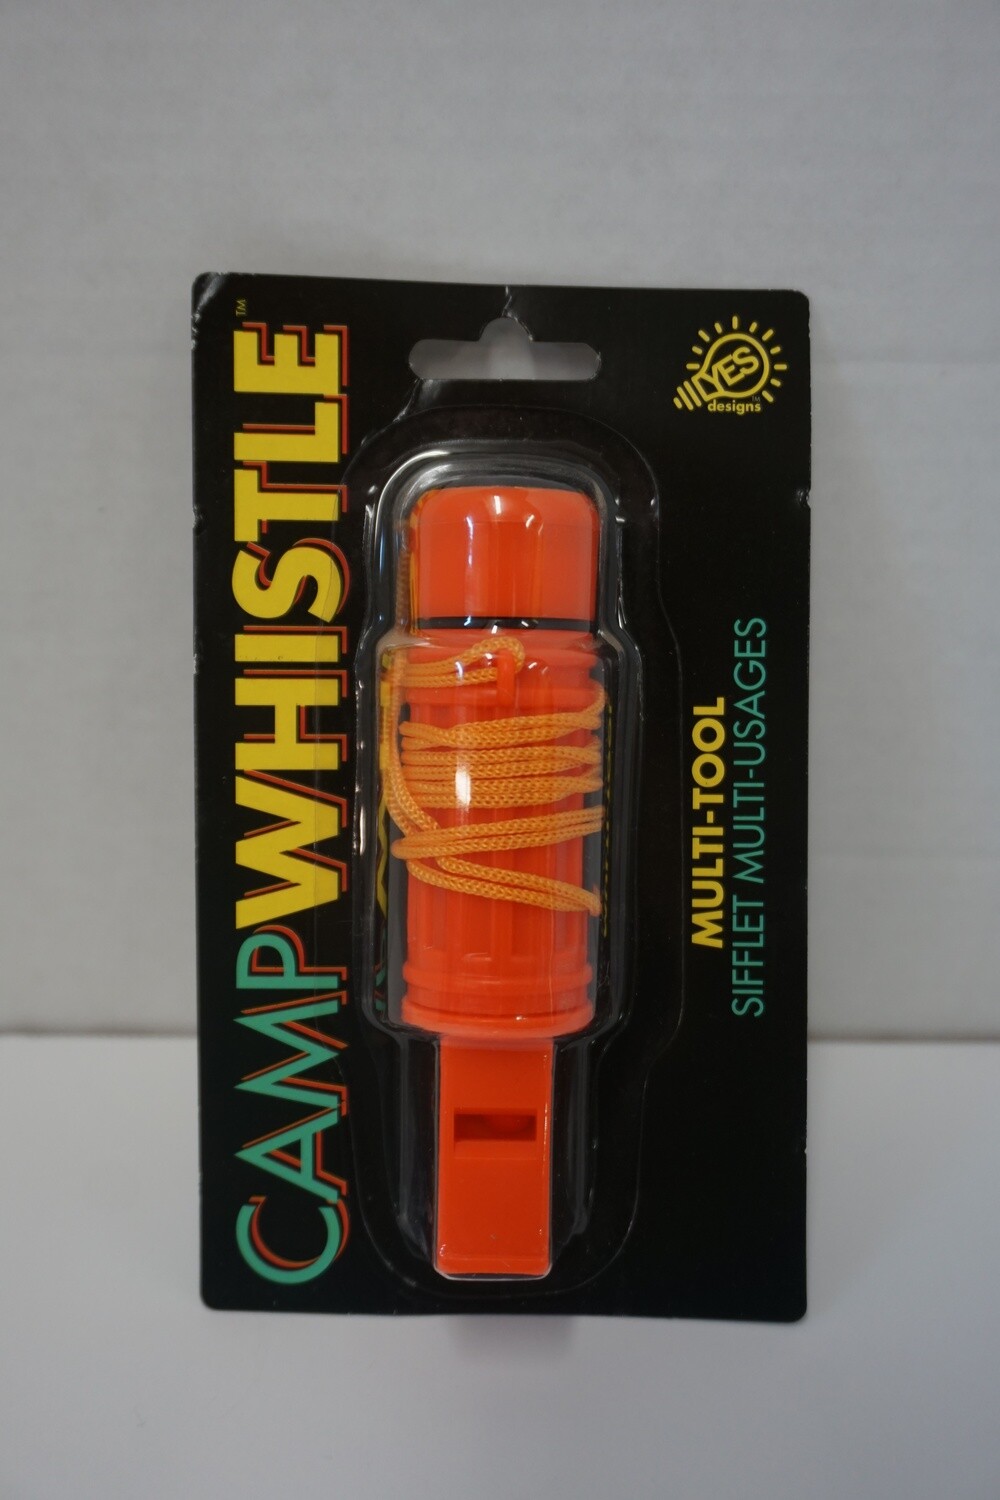 CAMPWHISTLE™
YES
designs™
MULTI-TOOL
SIFFLET MULTI-USAGES